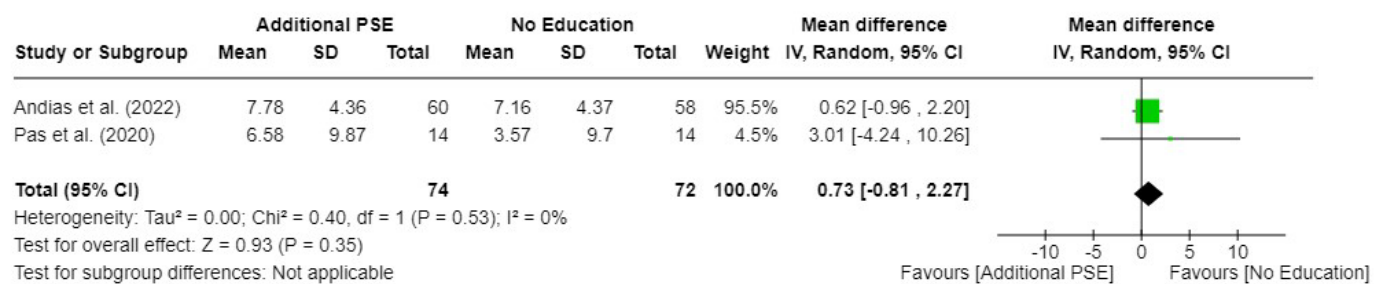 Additional PSE No Education Mean difference Mean difference
Study or Subgroup Mean SD Total Mean SD Total Weight IV, Random, 95% CI IV, Random, 95% CI
Andias et al. (2022) 7.78 4.36 60 7.16 4.37 58 95.5% 0.62 [-0.96 , 2.20]
Pas et al. (2020) 6.58 9.87 14 3.57 9.7 14 4.5% 3.01 [-4.24 , 10.26]
Total (95% CI) 74 72 100.0% 0.73 [-0.81 , 2.27]
Heterogeneity: Tau² = 0.00; Chi² = 0.40, df = 1 (P = 0.53); I² = 0%
Test for overall effect: Z = 0.93 (P = 0.35)
Test for subgroup differences: Not applicable
-10 -5 0 5 10
Favours [Additional PSE] Favours [No Education]